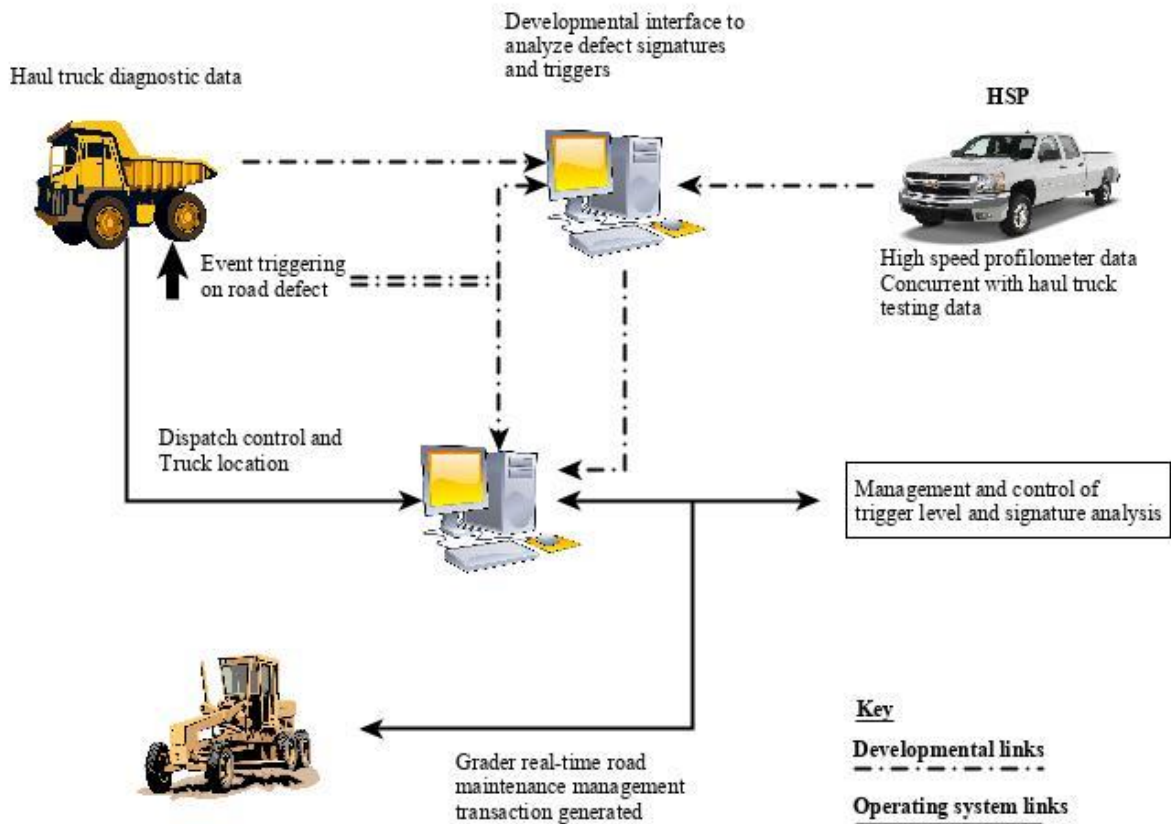 Developmental interface to
analyze defect signatures
and triggers
Haul truck diagnostic data
HSP
High speed profilometer data
Concurrent with haul truck
testing data
Event triggering
on road defect
Dispatch control and
Truck location
Management and control of
trigger level and signature analysis
Grader real-time road
maintenance management
transaction generated
Key
Developmental links
Operating system links